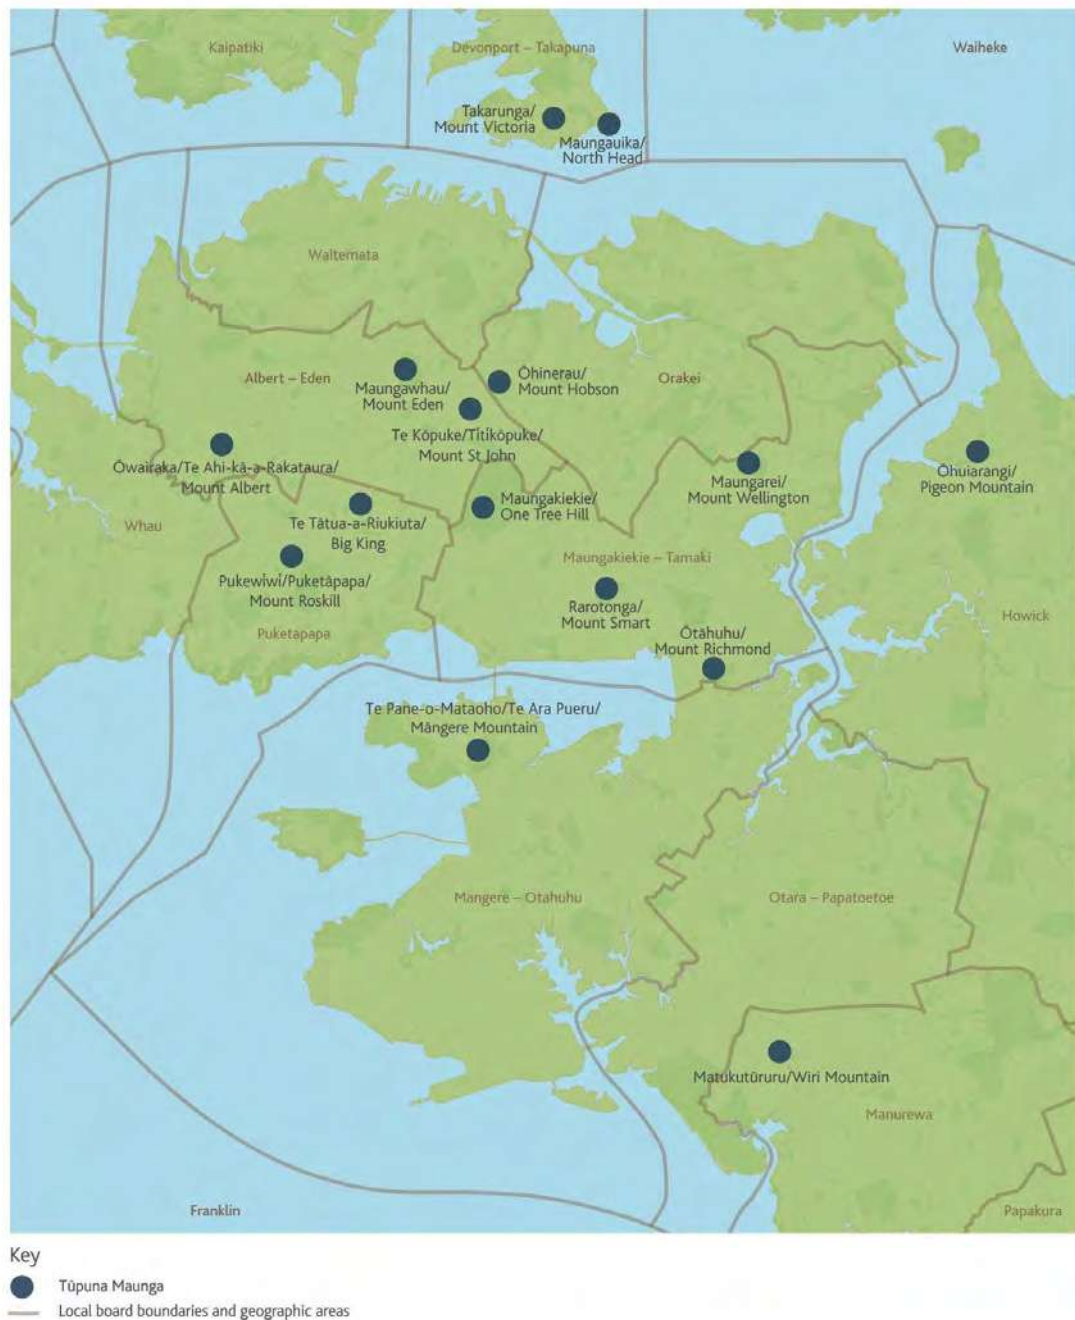 Kaipatiki
Devonport – Takapuna
Waiheke
Takarunga/
Mount Victoria
Maungauika/
North Head
Waitemata
Albert – Eden
Maungawhau/
Mount Eden
Ōhinerau/
Mount Hobson
Orakei
Te Kōpuke/Tītīkōpuke/
Mount St John
Ōwairaka/Te Ahi-kā-a-Rakataura/
Mount Albert
Maungarei/
Mount Wellington
Ōhuiarangi/
Pigeon Mountain
Whau
Te Tātua-a-Riukiuta/
Big King
Maungakiekie/
One Tree Hill
Maungakiekie – Tamaki
Pukewīwī/Puketāpapa/
Mount Roskill
Rarotonga/
Mount Smart
Howick
Puketapapa
Ōtāhuhu/
Mount Richmond
Te Pane-o-Mataoho/Te Ara Pueru/
Māngere Mountain
Mangere – Otahuhu
Otara – Papatoetoe
Matukutūruru/Wiri Mountain
Manurewa
Franklin
Papakura
Key
Tūpuna Maunga
Local board boundaries and geographic areas